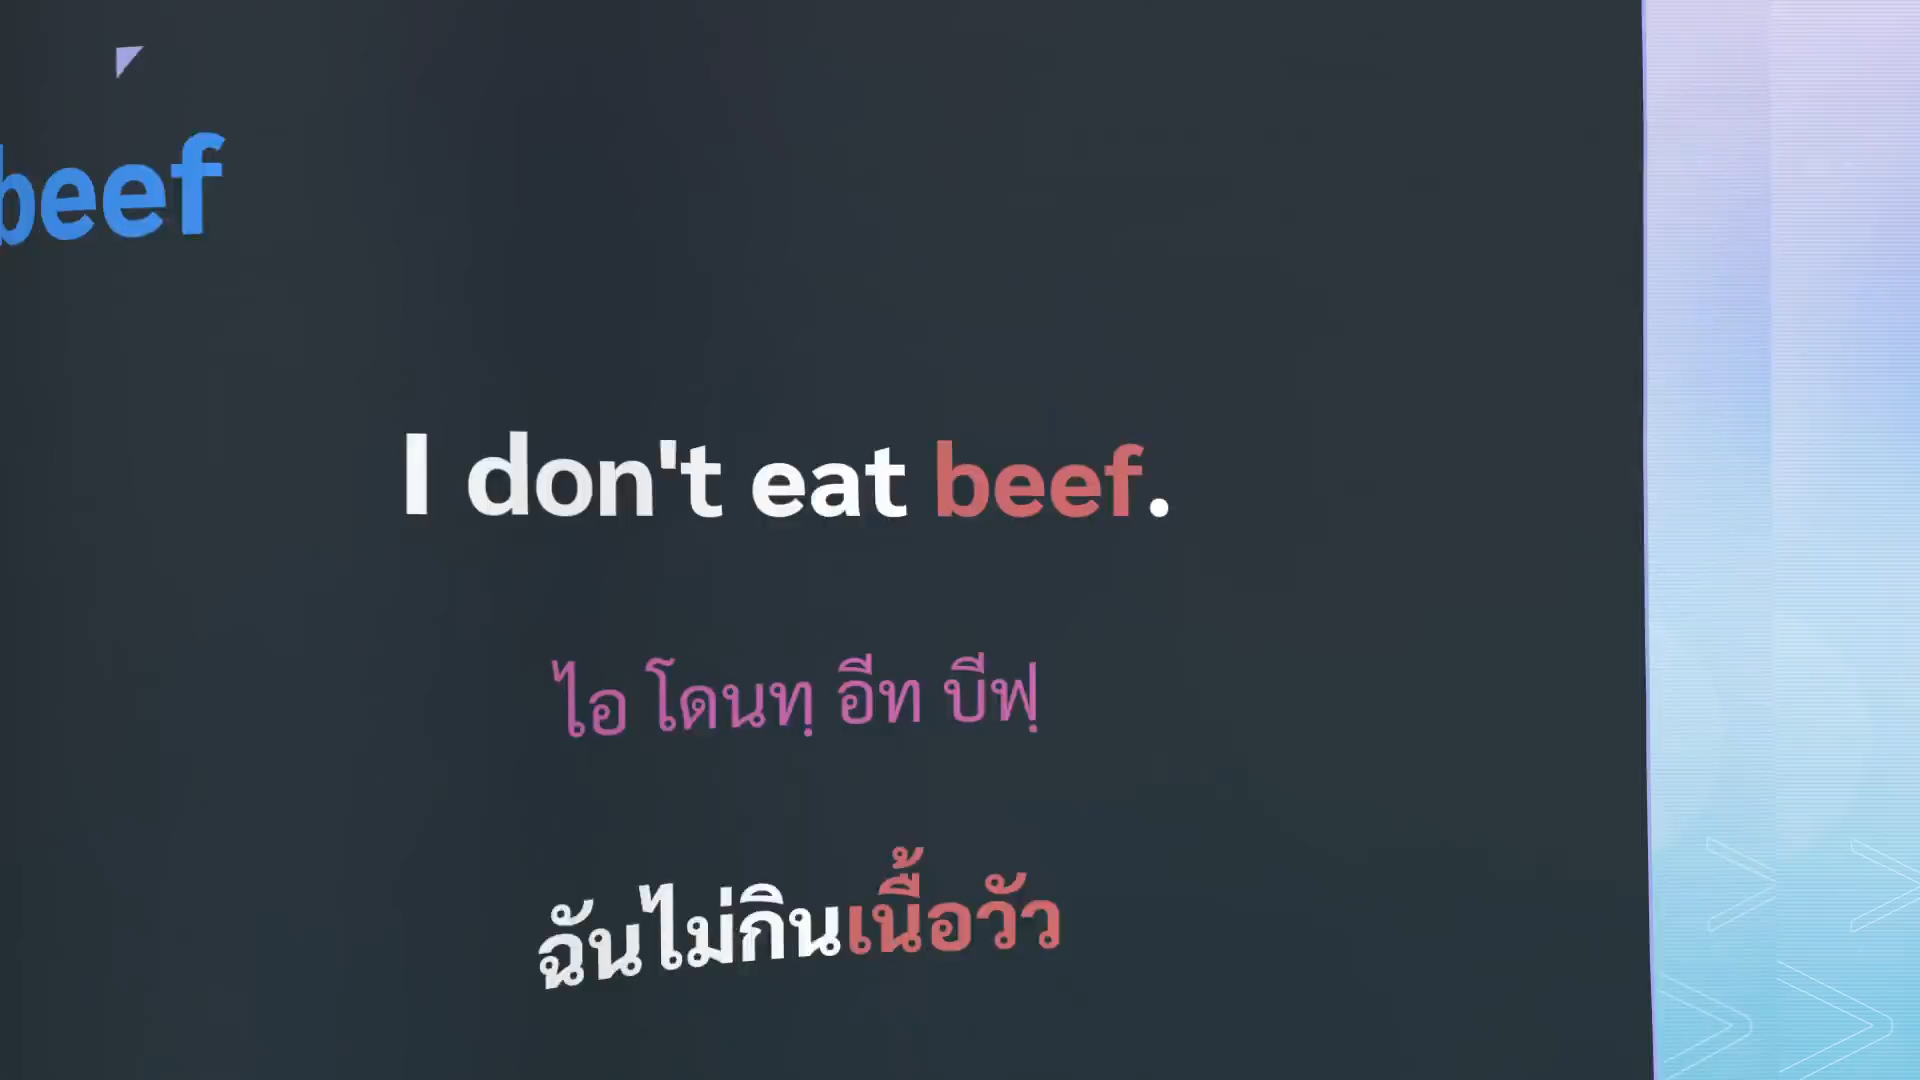 beef
I don't eat beef.
ไอ โดนทฺ อีท บีฟฺ
ฉันไม่กินเนื้อวัว